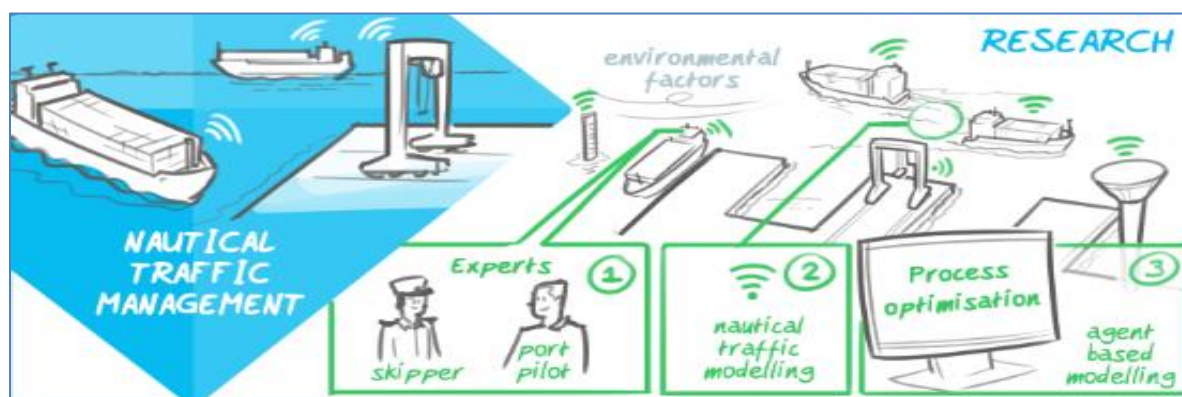 RESEARCH
environmental
factors
NAUTICAL
TRAFFIC
MANAGEMENT
Experts
1
skipper
port
pilot
2
nautical
traffic
modelling
3
Process
optimisation
agent
based
modelling